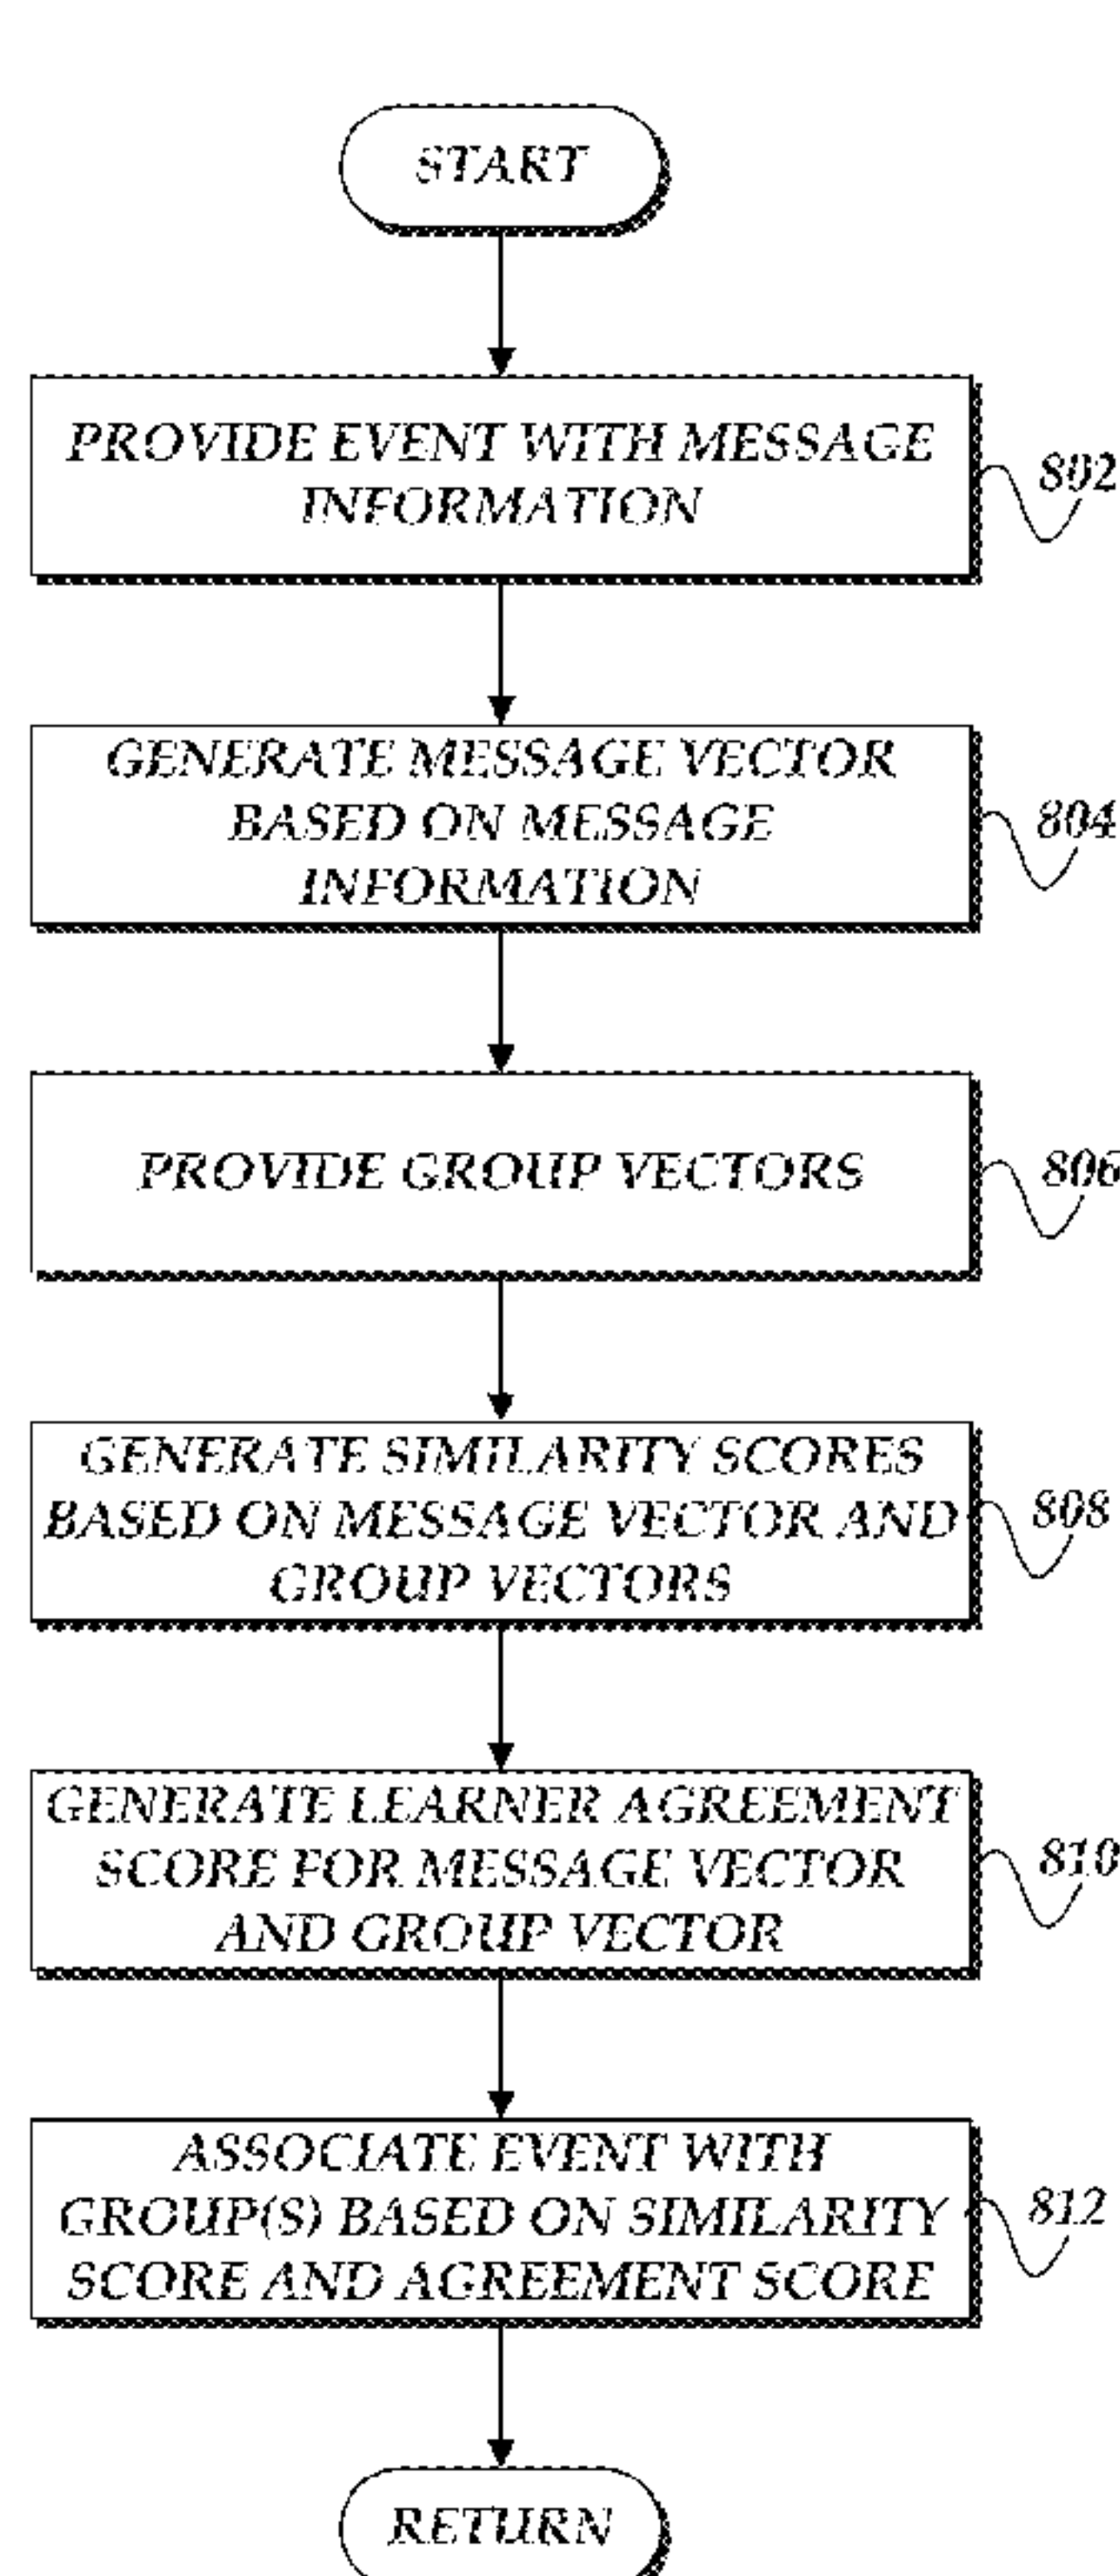 START
PROVIDE EVENT WITH MESSAGE
INFORMATION
802
GENERATE MESSAGE VECTOR
BASED ON MESSAGE
INFORMATION
804
PROVIDE GROUP VECTORS
806
GENERATE SIMILARITY SCORES
BASED ON MESSAGE VECTOR AND
GROUP VECTORS
808
GENERATE LEARNER AGREEMENT
SCORE FOR MESSAGE VECTOR
AND GROUP VECTOR
810
ASSOCIATE EVENT WITH
GROUP(S) BASED ON SIMILARITY
SCORE AND AGREEMENT SCORE
812
RETURN